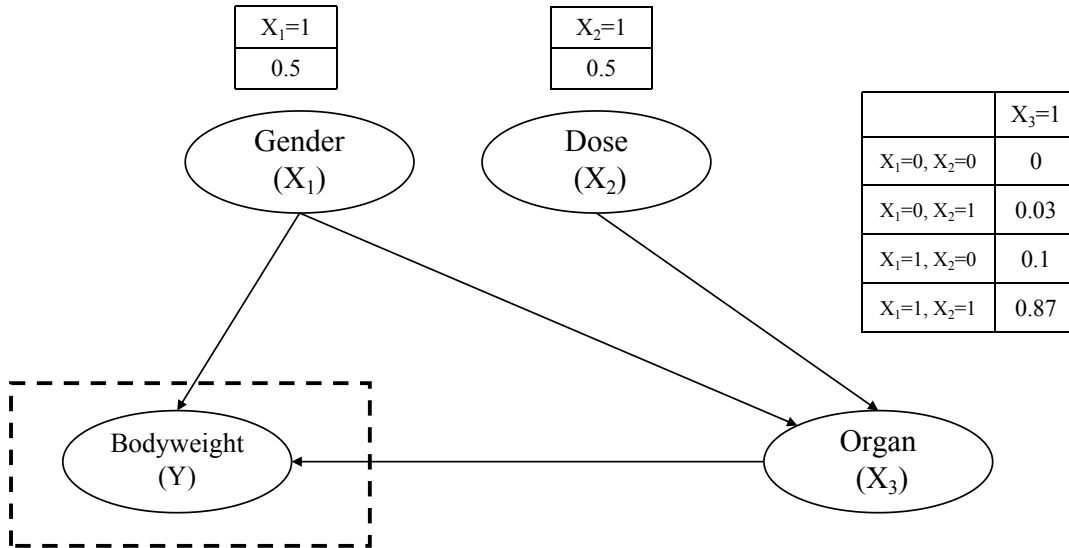 X₁=1
0.5
X₂=1
0.5
Gender
(X₁)
Dose
(X₂)
X₃=1
X₁=0, X₂=0 0
X₁=0, X₂=1 0.03
X₁=1, X₂=0 0.1
X₁=1, X₂=1 0.87
Bodyweight
(Y)
Organ
(X₃)